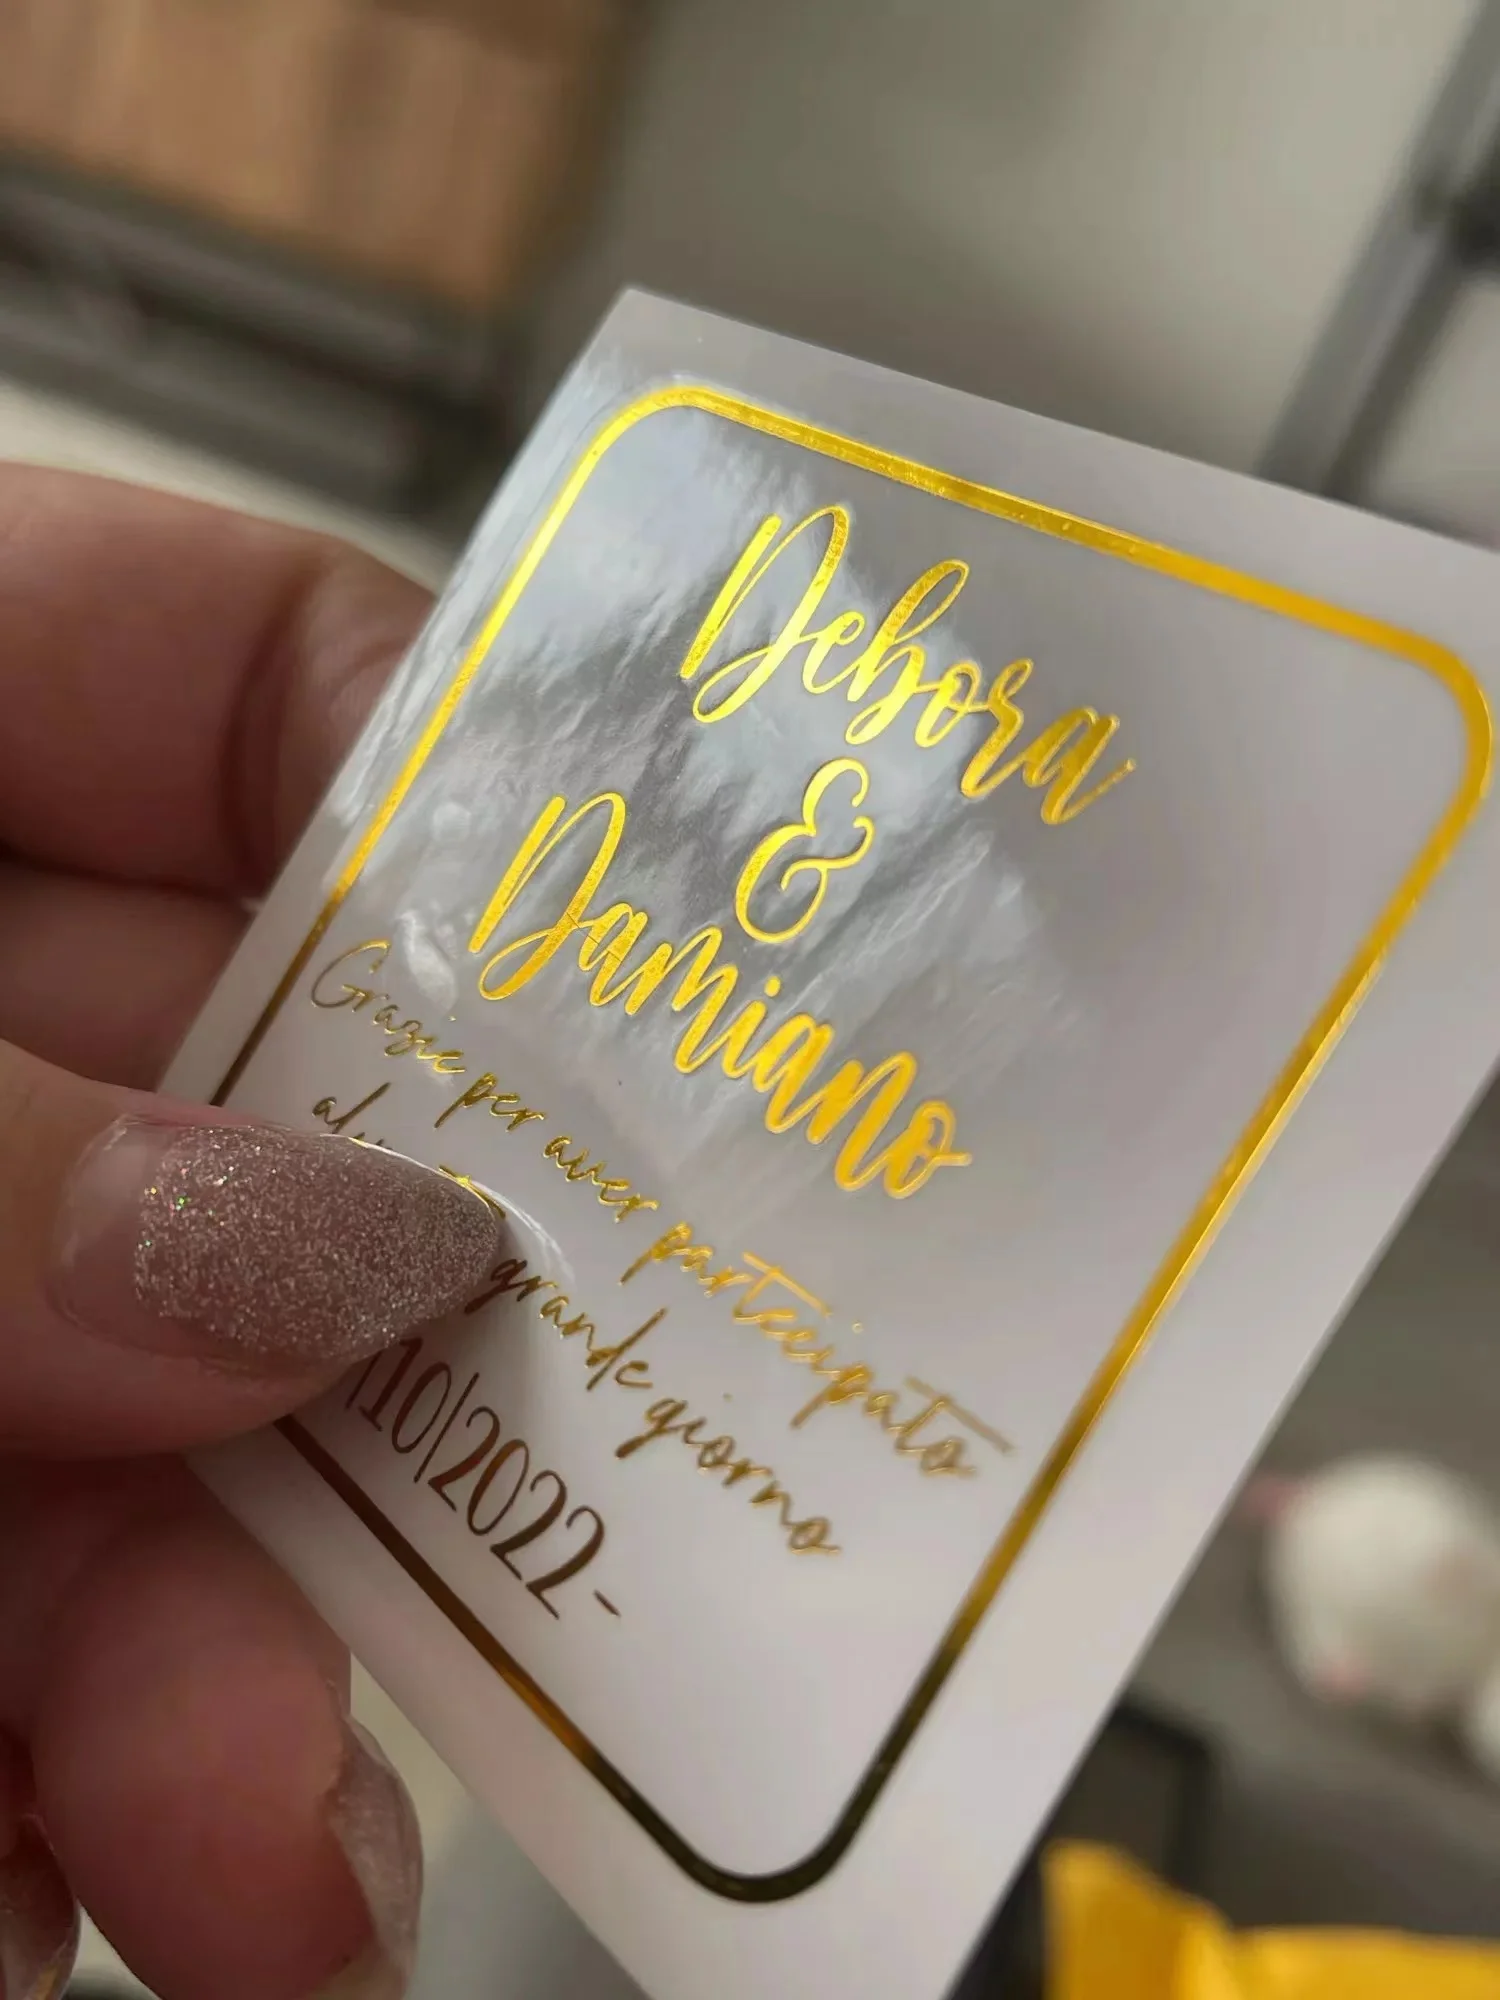 Debora
&
Damiano
Grazie per aver partecipato
grande giorno
/10/2022-